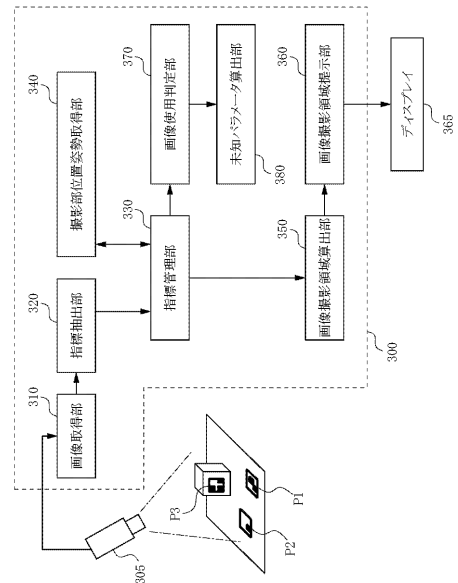 310
画像取得部
320
指標抽出部
340
撮影部位置姿勢取得部
330
指標管理部
370
画像使用判定部
未知パラメータ算出部
380
350
画像撮影領域算出部
360
画像撮影領域提示部
ディスプレイ
365
300
305
P3
P2
P1